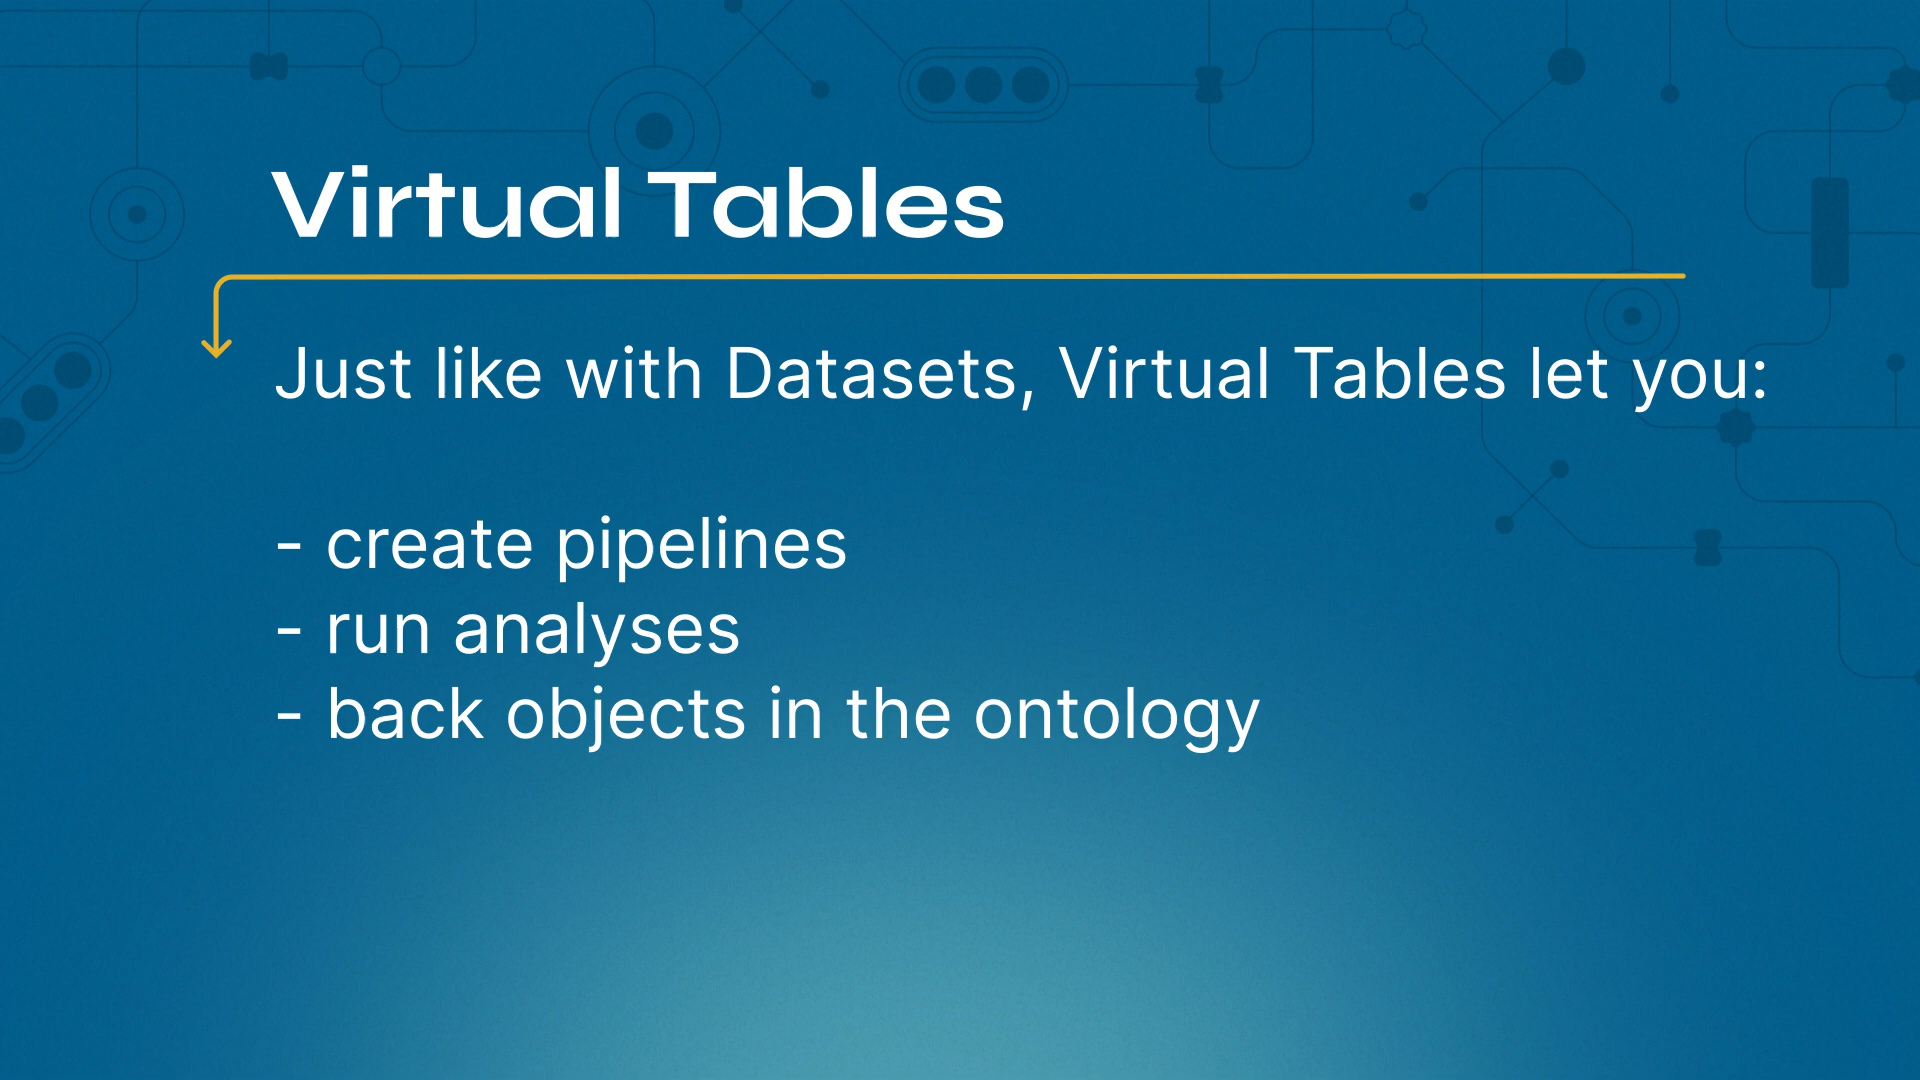 Virtual Tables
Just like with Datasets, Virtual Tables let you:
- create pipelines
- run analyses
- back objects in the ontology